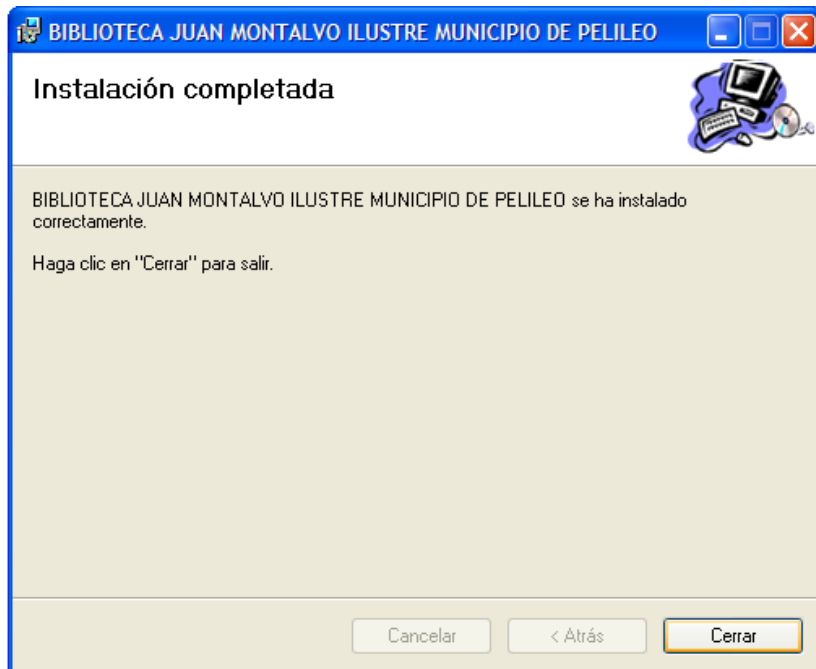 BIBLIOTECA JUAN MONTALVO ILUSTRE MUNICIPIO DE PELILEO
Instalación completada
BIBLIOTECA JUAN MONTALVO ILUSTRE MUNICIPIO DE PELILEO se ha instalado
correctamente.
Haga clic en "Cerrar" para salir.
Cancelar
< Atrás
Cerrar